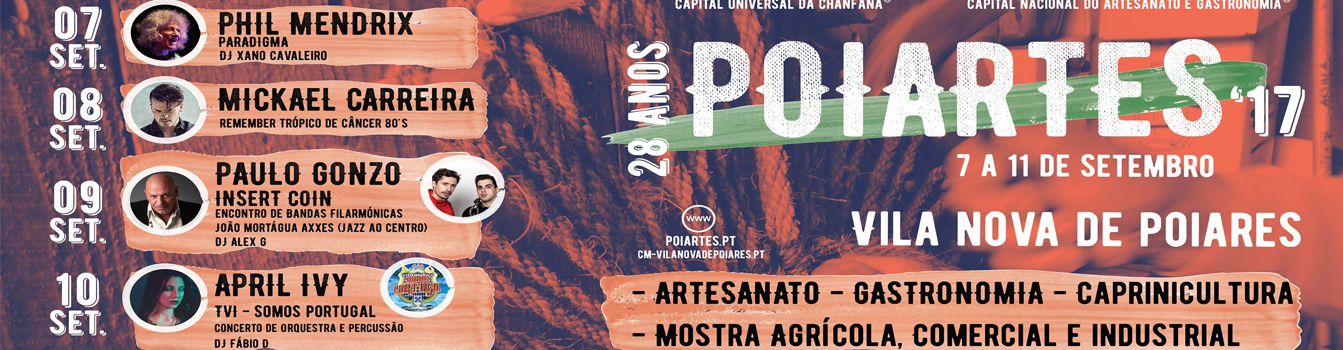 07
SET.
PHIL MENDRIX
PARADIGMA
DJ XANO CAVALEIRO
08
SET.
MICKAEL CARREIRA
REMEMBER TRÓPICO DE CÂNCER 80'S
09
SET.
PAULO GONZO
INSERT COIN
ENCONTRO DE BANDAS FILARMÓNICAS
JOÃO MORTÁGUA AXXES (JAZZ AO CENTRO)
DJ ALEX G
10
SET.
APRIL IVY
TVI - SOMOS PORTUGAL
CONCERTO DE ORQUESTRA E PERCUSSÃO
DJ FÁBIO D
CAPITAL UNIVERSAL DA CHANFANA®
CAPITAL NACIONAL DO ARTESANATO E GASTRONOMIA®
28 ANOS
POIARTES'17
7 A 11 DE SETEMBRO
VILA NOVA DE POIARES
WWW
POIARTES.PT
CM-VILANOVADEPOIARES.PT
- ARTESANATO - GASTRONOMIA - CAPRINICULTURA
- MOSTRA AGRÍCOLA, COMERCIAL E INDUSTRIAL